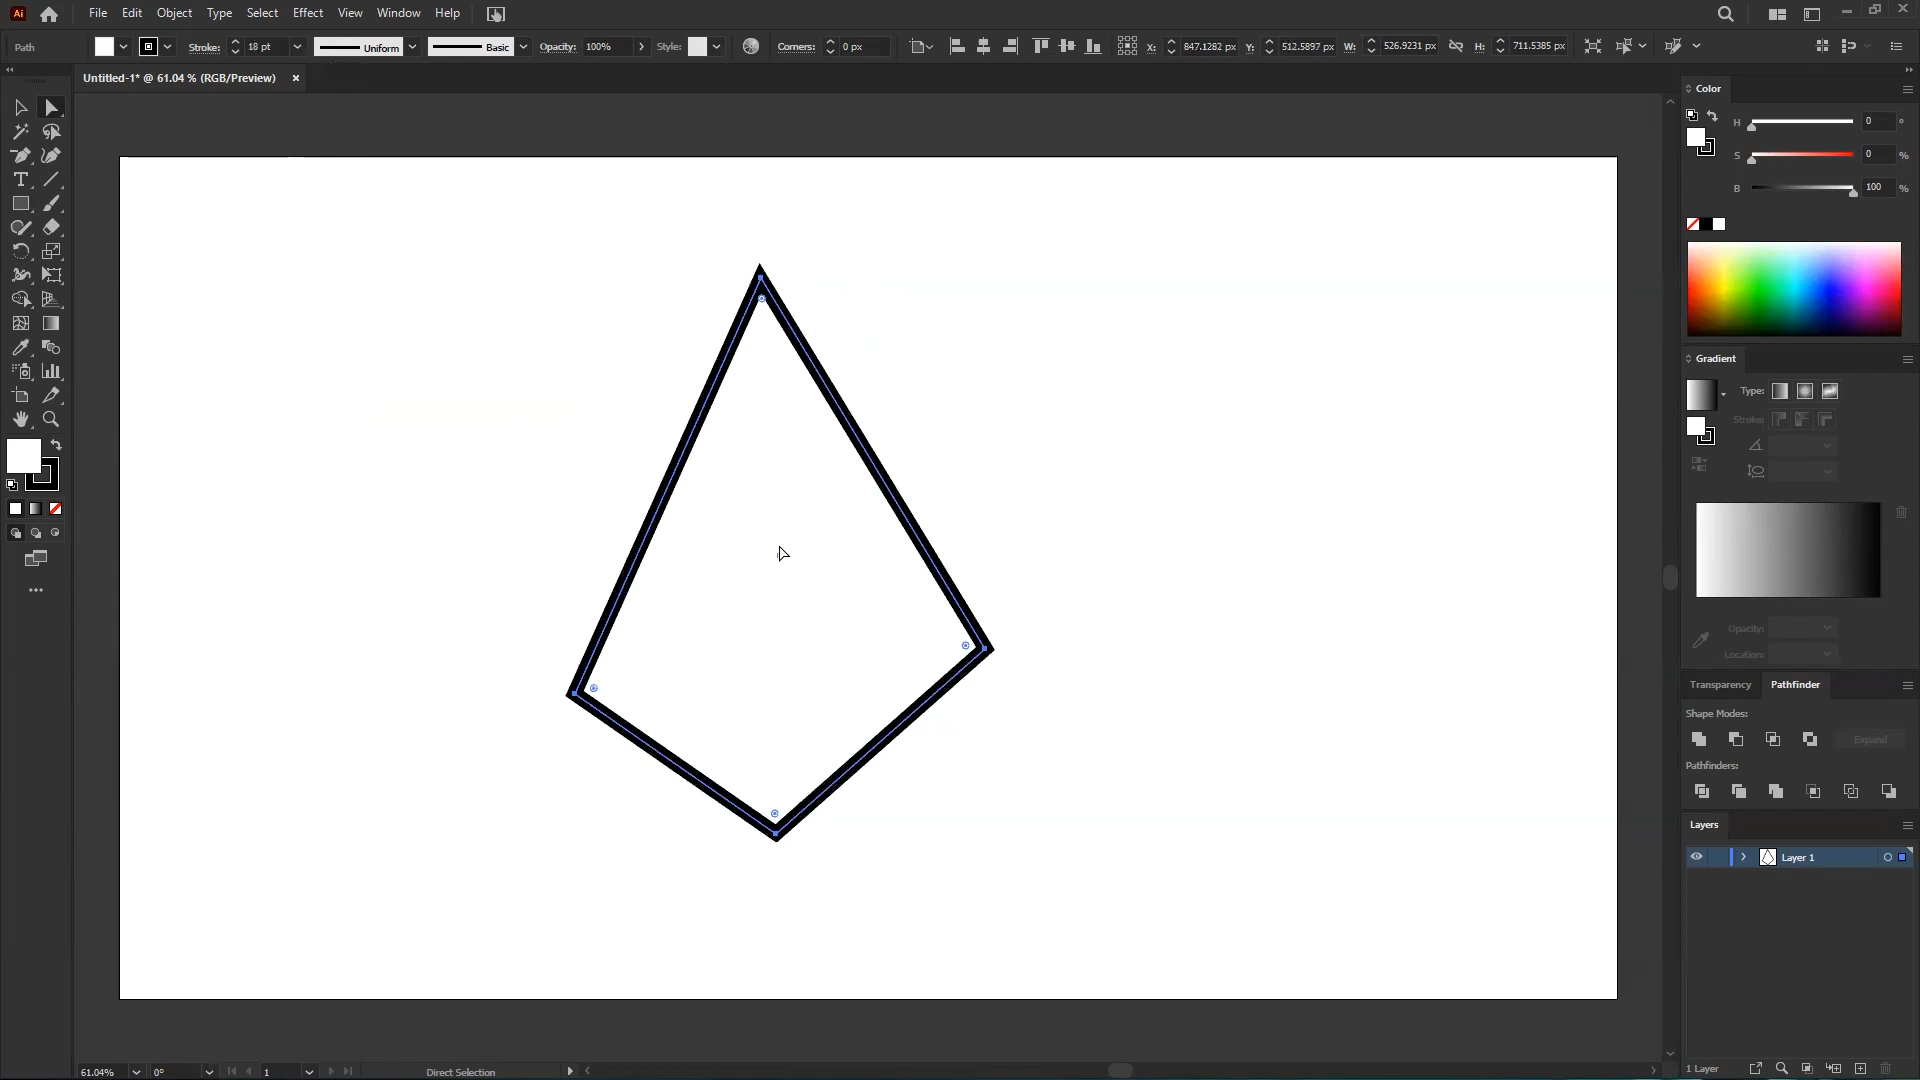 Ai File Edit Object Type Select Effect View Window Help
Path Stroke: 18 pt Uniform Basic Opacity: 100% Style: Corners: 0 px X: 847.1282 px Y: 512.5897 px W: 526.9231 px H: 711.5385 px
Untitled-1* @ 61.04 % (RGB/Preview)
Color
H 0 °
S 0 %
B 100 %
Gradient
Type:
Stroke:
Opacity:
Location:
Transparency Pathfinder
Shape Modes:
Expand
Pathfinders:
Layers
Layer 1
61.04% 0° 1 Direct Selection
1 Layer